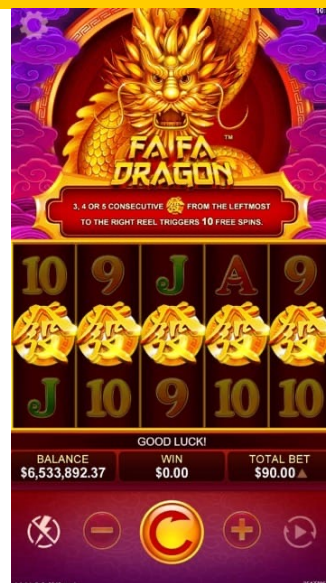 FA FA
DRAGON™
3, 4 OR 5 CONSECUTIVE 發 FROM THE LEFTMOST
TO THE RIGHT REEL TRIGGERS 10 FREE SPINS.
10 9 J A 9
發 發 發 發 發
J 10 9 10 10
GOOD LUCK!
BALANCE WIN TOTAL BET
$6,533,892.37 $0.00 $90.00